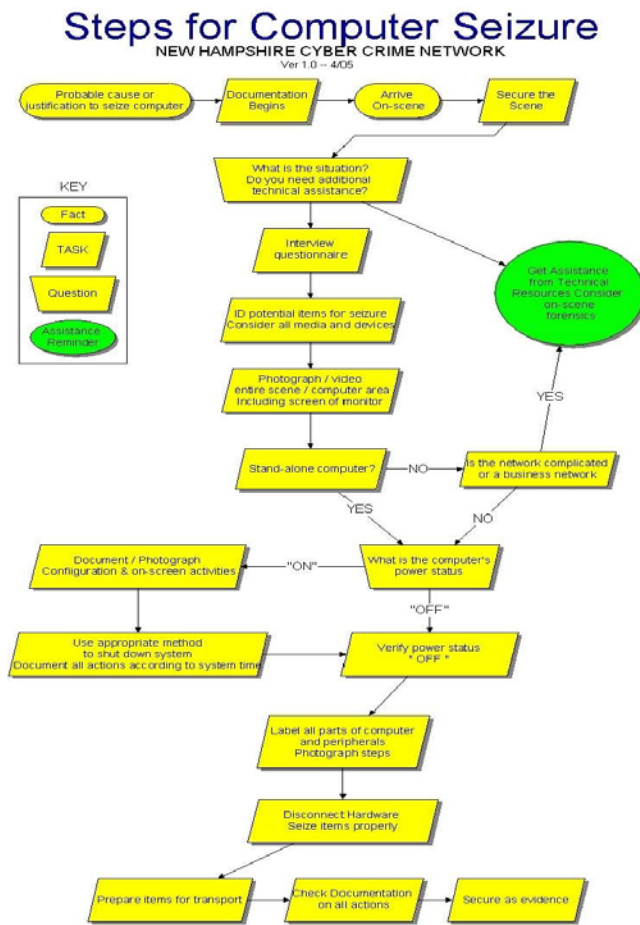 Steps for Computer Seizure
NEW HAMPSHIRE CYBER CRIME NETWORK
Ver 1.0 -- 4/05
Probable cause or
justification to seize computer
Documentation
Begins
Arrive
On-scene
Secure the
Scene
What is the situation?
Do you need additional
technical assistance?
KEY
Fact
TASK
Question
Assistance
Reminder
Interview
questionnaire
Get Assistance
from Technical
Resources Consider
on-scene
forensics
ID potential items for seizure
Consider all media and devices
Photograph / video
entire scene / computer area
Including screen of monitor
YES
Stand-alone computer?
NO
Is the network complicated
or a business network
YES
NO
Document / Photograph
Configuration & on-screen activities
"ON"
What is the computer's
power status
"OFF"
Use appropriate method
to shut down system
Document all actions according to system time
Verify power status
" OFF "
Label all parts of computer
and peripherals
Photograph steps
Disconnect Hardware
Seize items properly
Prepare items for transport
Check Documentation
on all actions
Secure as evidence